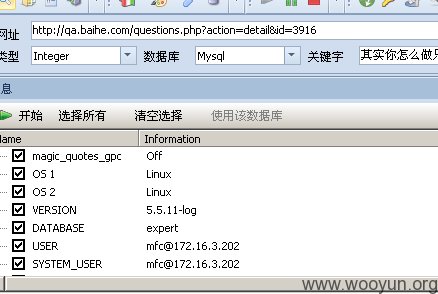 网址 http://qa.baihe.com/questions.php?action=detail&id=3916
类型 Integer 数据库 Mysql 关键字 其实你怎么做只
息
开始 选择所有 清空选择 使用该数据库
Name Information
magic_quotes_gpc Off
OS 1 Linux
OS 2 Linux
VERSION 5.5.11-log
DATABASE expert
USER mfc@172.16.3.202
SYSTEM_USER mfc@172.16.3.202
www.wooyun.org